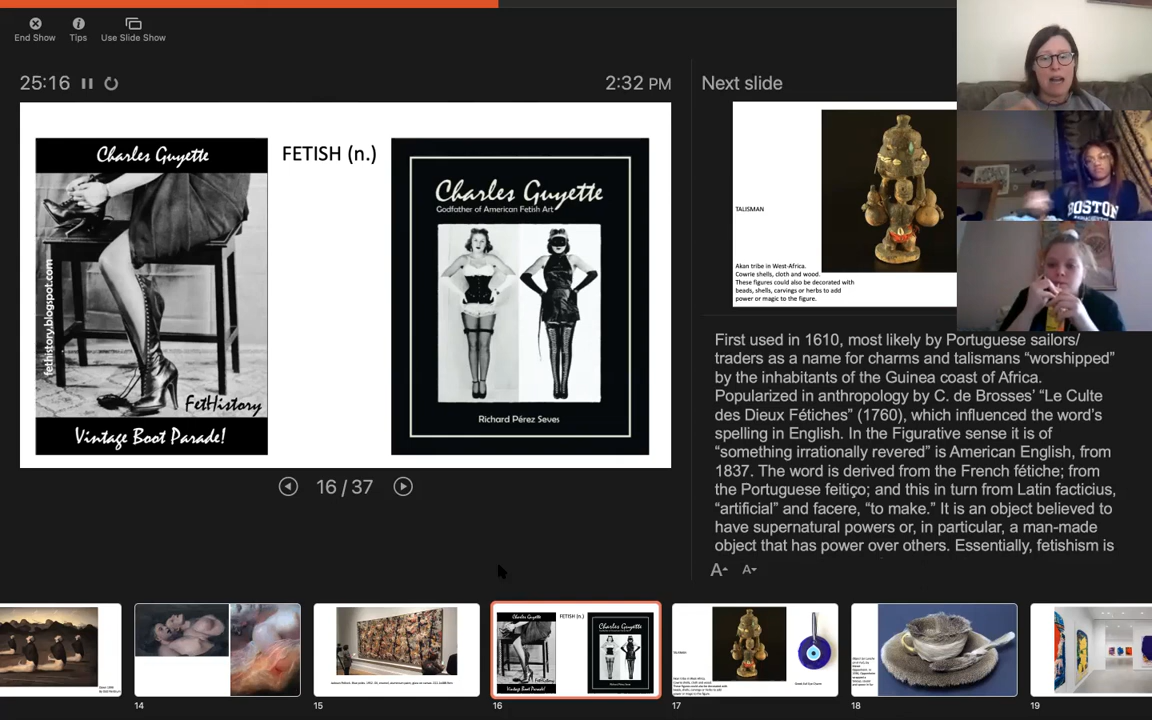 End Show
Tips
Use Slide Show
25:16
2:32 PM
Charles Guyette
fethistory.blogspot.com
FetHistory
Vintage Boot Parade!
FETISH (n.)
Charles Guyette
Godfather of American Fetish Art
Richard Pérez Seves
16 / 37
Next slide
TALISMAN
Akan tribe in West-Africa.
Cowrie shells, cloth and wood.
These figures could also be decorated with
beads, shells, carvings or herbs to add
power or magic to the figure.
BOSTON
First used in 1610, most likely by Portuguese sailors/
traders as a name for charms and talismans “worshipped”
by the inhabitants of the Guinea coast of Africa.
Popularized in anthropology by C. de Brosses’ “Le Culte
des Dieux Fétiches” (1760), which influenced the word’s
spelling in English. In the Figurative sense it is of
“something irrationally revered” is American English, from
1837. The word is derived from the French fétiche; from
the Portuguese feitiço; and this in turn from Latin facticius,
“artificial” and facere, “to make.” It is an object believed to
have supernatural powers or, in particular, a man-made
object that has power over others. Essentially, fetishism is
A A
Charles Guyette
Vintage Boot Parade!
FETISH (n.)
Charles Guyette
TALISMAN
14
15
16
17
18
19